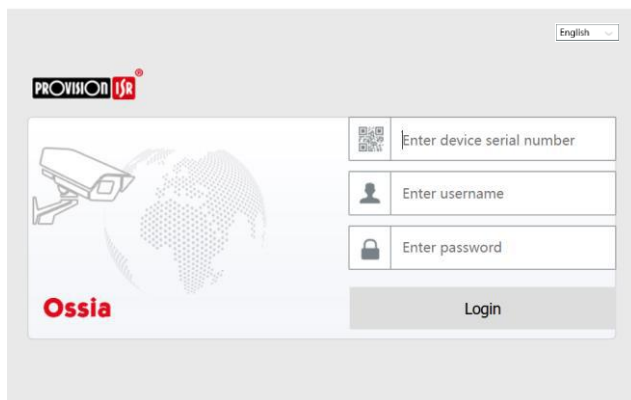 English
PROVISION ISR®
Enter device serial number
Enter username
Enter password
Ossia
Login